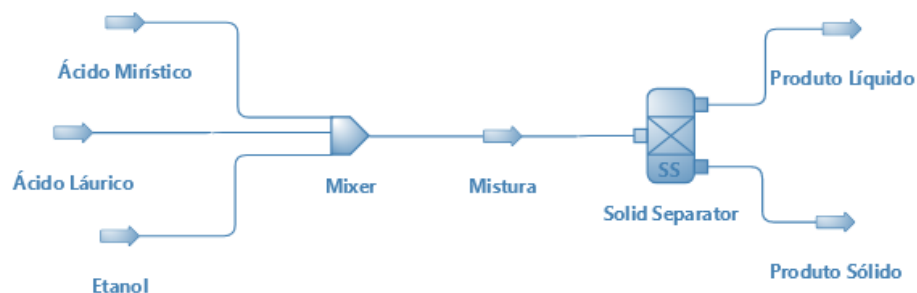 Ácido Mirístico
Produto Líquido
Ácido Láurico
Mixer
Mistura
SS
Solid Separator
Etanol
Produto Sólido